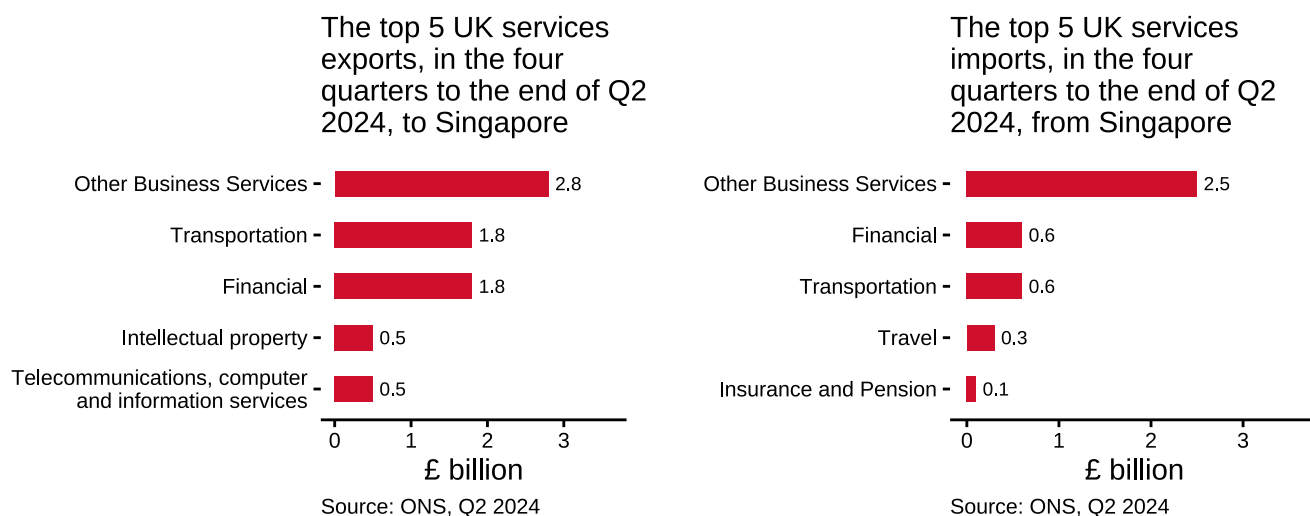 The top 5 UK services
exports, in the four
quarters to the end of Q2
2024, to Singapore
Other Business Services
2.8
Transportation
1.8
Financial
1.8
Intellectual property
0.5
Telecommunications, computer
and information services
0.5
0 1 2 3
£ billion
Source: ONS, Q2 2024
The top 5 UK services
imports, in the four
quarters to the end of Q2
2024, from Singapore
Other Business Services
2.5
Financial
0.6
Transportation
0.6
Travel
0.3
Insurance and Pension
0.1
0 1 2 3
£ billion
Source: ONS, Q2 2024